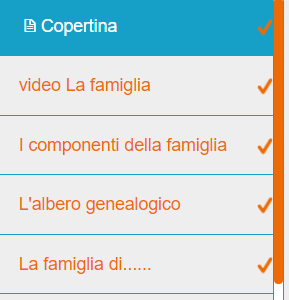 Copertina
video La famiglia
I componenti della famiglia
L'albero genealogico
La famiglia di......